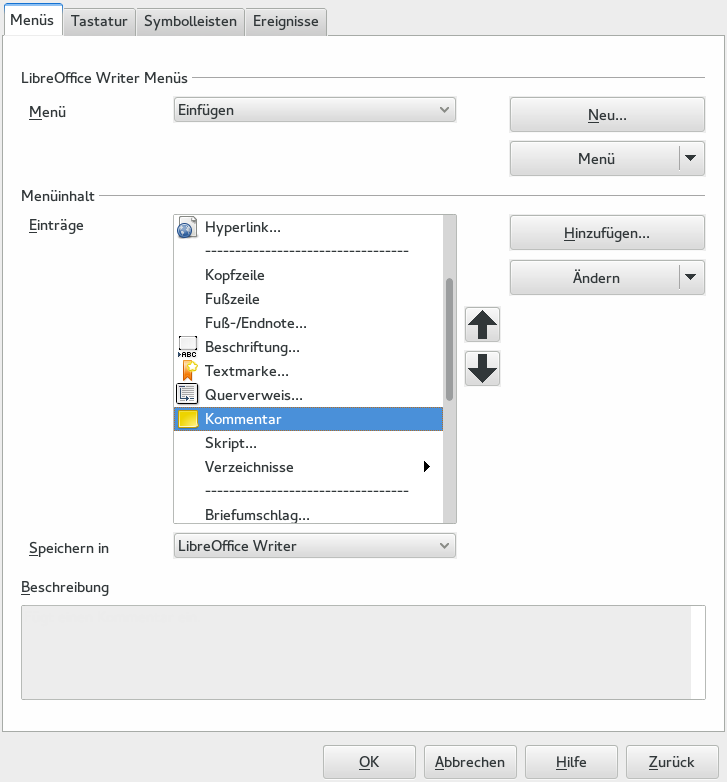 Menüs Tastatur Symbolleisten Ereignisse
LibreOffice Writer Menüs
Menü Einfügen Neu...
Menü
Menüinhalt
Einträge Hyperlink... Hinzufügen...
----------------------------------
Kopfzeile Ändern
Fußzeile
Fuß-/Endnote...
ABC Beschriftung...
Textmarke...
Querverweis...
Kommentar
Skript...
Verzeichnisse
----------------------------------
Briefumschlag...
Speichern in LibreOffice Writer
Beschreibung
OK Abbrechen Hilfe Zurück